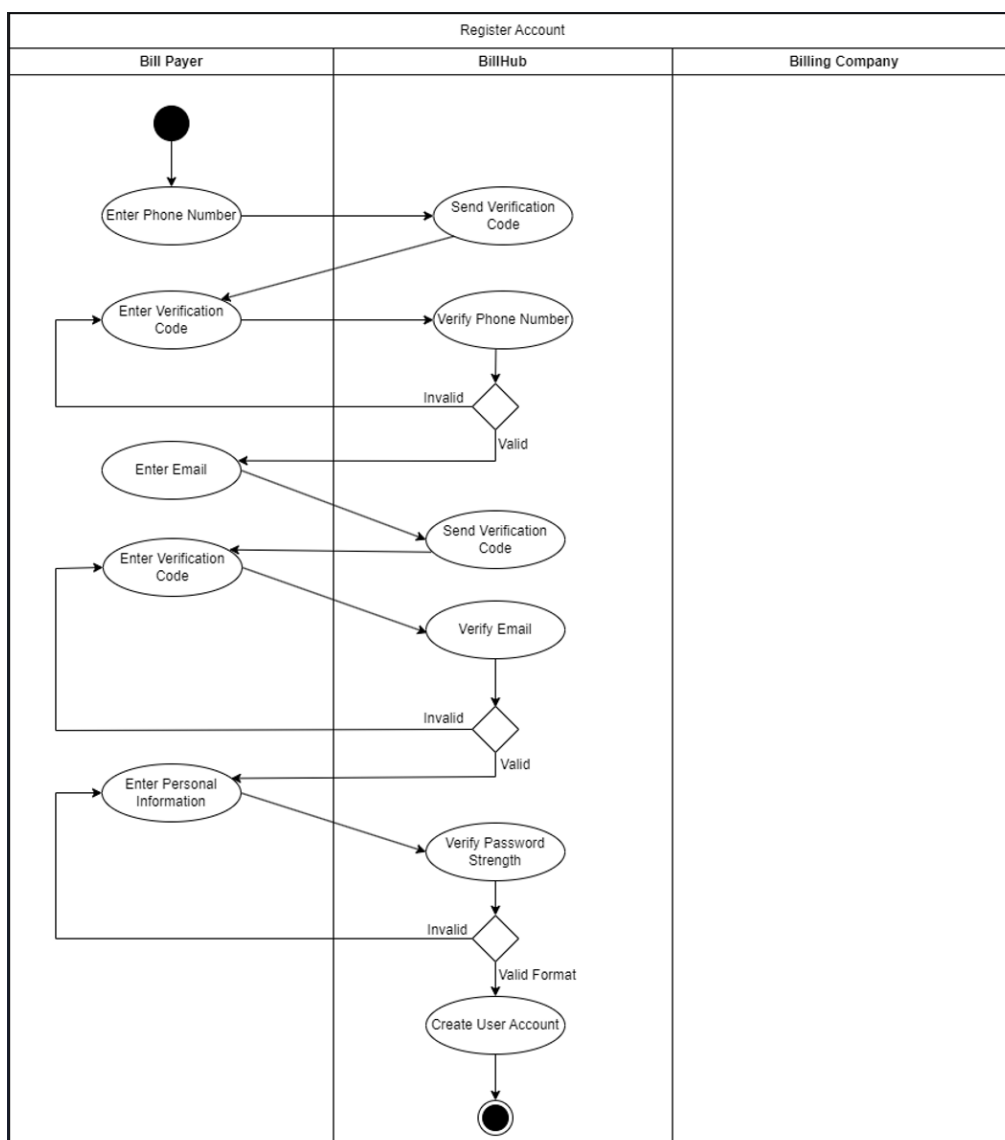 Register Account
Bill Payer
BillHub
Billing Company
Enter Phone Number
Send Verification
Code
Enter Verification
Code
Verify Phone Number
Invalid
Valid
Enter Email
Send Verification
Code
Enter Verification
Code
Verify Email
Invalid
Valid
Enter Personal
Information
Verify Password
Strength
Invalid
Valid Format
Create User Account